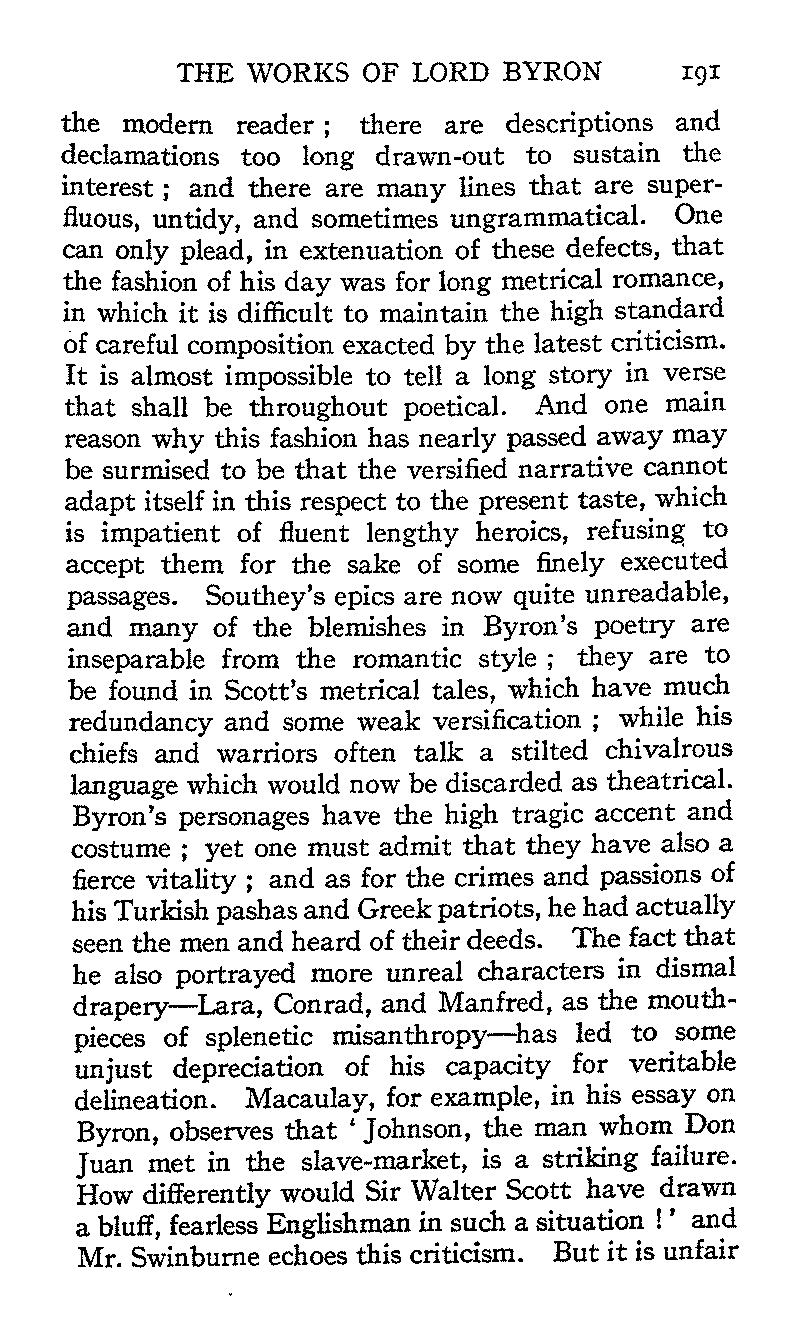 THE WORKS OF LORD BYRON 191
the modern reader ; there are descriptions and
declamations too long drawn-out to sustain the
interest ; and there are many lines that are super-
fluous, untidy, and sometimes ungrammatical. One
can only plead, in extenuation of these defects, that
the fashion of his day was for long metrical romance,
in which it is difficult to maintain the high standard
of careful composition exacted by the latest criticism.
It is almost impossible to tell a long story in verse
that shall be throughout poetical. And one main
reason why this fashion has nearly passed away may
be surmised to be that the versified narrative cannot
adapt itself in this respect to the present taste, which
is impatient of fluent lengthy heroics, refusing to
accept them for the sake of some finely executed
passages. Southey's epics are now quite unreadable,
and many of the blemishes in Byron's poetry are
inseparable from the romantic style ; they are to
be found in Scott's metrical tales, which have much
redundancy and some weak versification ; while his
chiefs and warriors often talk a stilted chivalrous
language which would now be discarded as theatrical.
Byron's personages have the high tragic accent and
costume ; yet one must admit that they have also a
fierce vitality ; and as for the crimes and passions of
his Turkish pashas and Greek patriots, he had actually
seen the men and heard of their deeds. The fact that
he also portrayed more unreal characters in dismal
drapery—Lara, Conrad, and Manfred, as the mouth-
pieces of splenetic misanthropy—has led to some
unjust depreciation of his capacity for veritable
delineation. Macaulay, for example, in his essay on
Byron, observes that ‘ Johnson, the man whom Don
Juan met in the slave-market, is a striking failure.
How differently would Sir Walter Scott have drawn
a bluff, fearless Englishman in such a situation ! ’ and
Mr. Swinburne echoes this criticism. But it is unfair